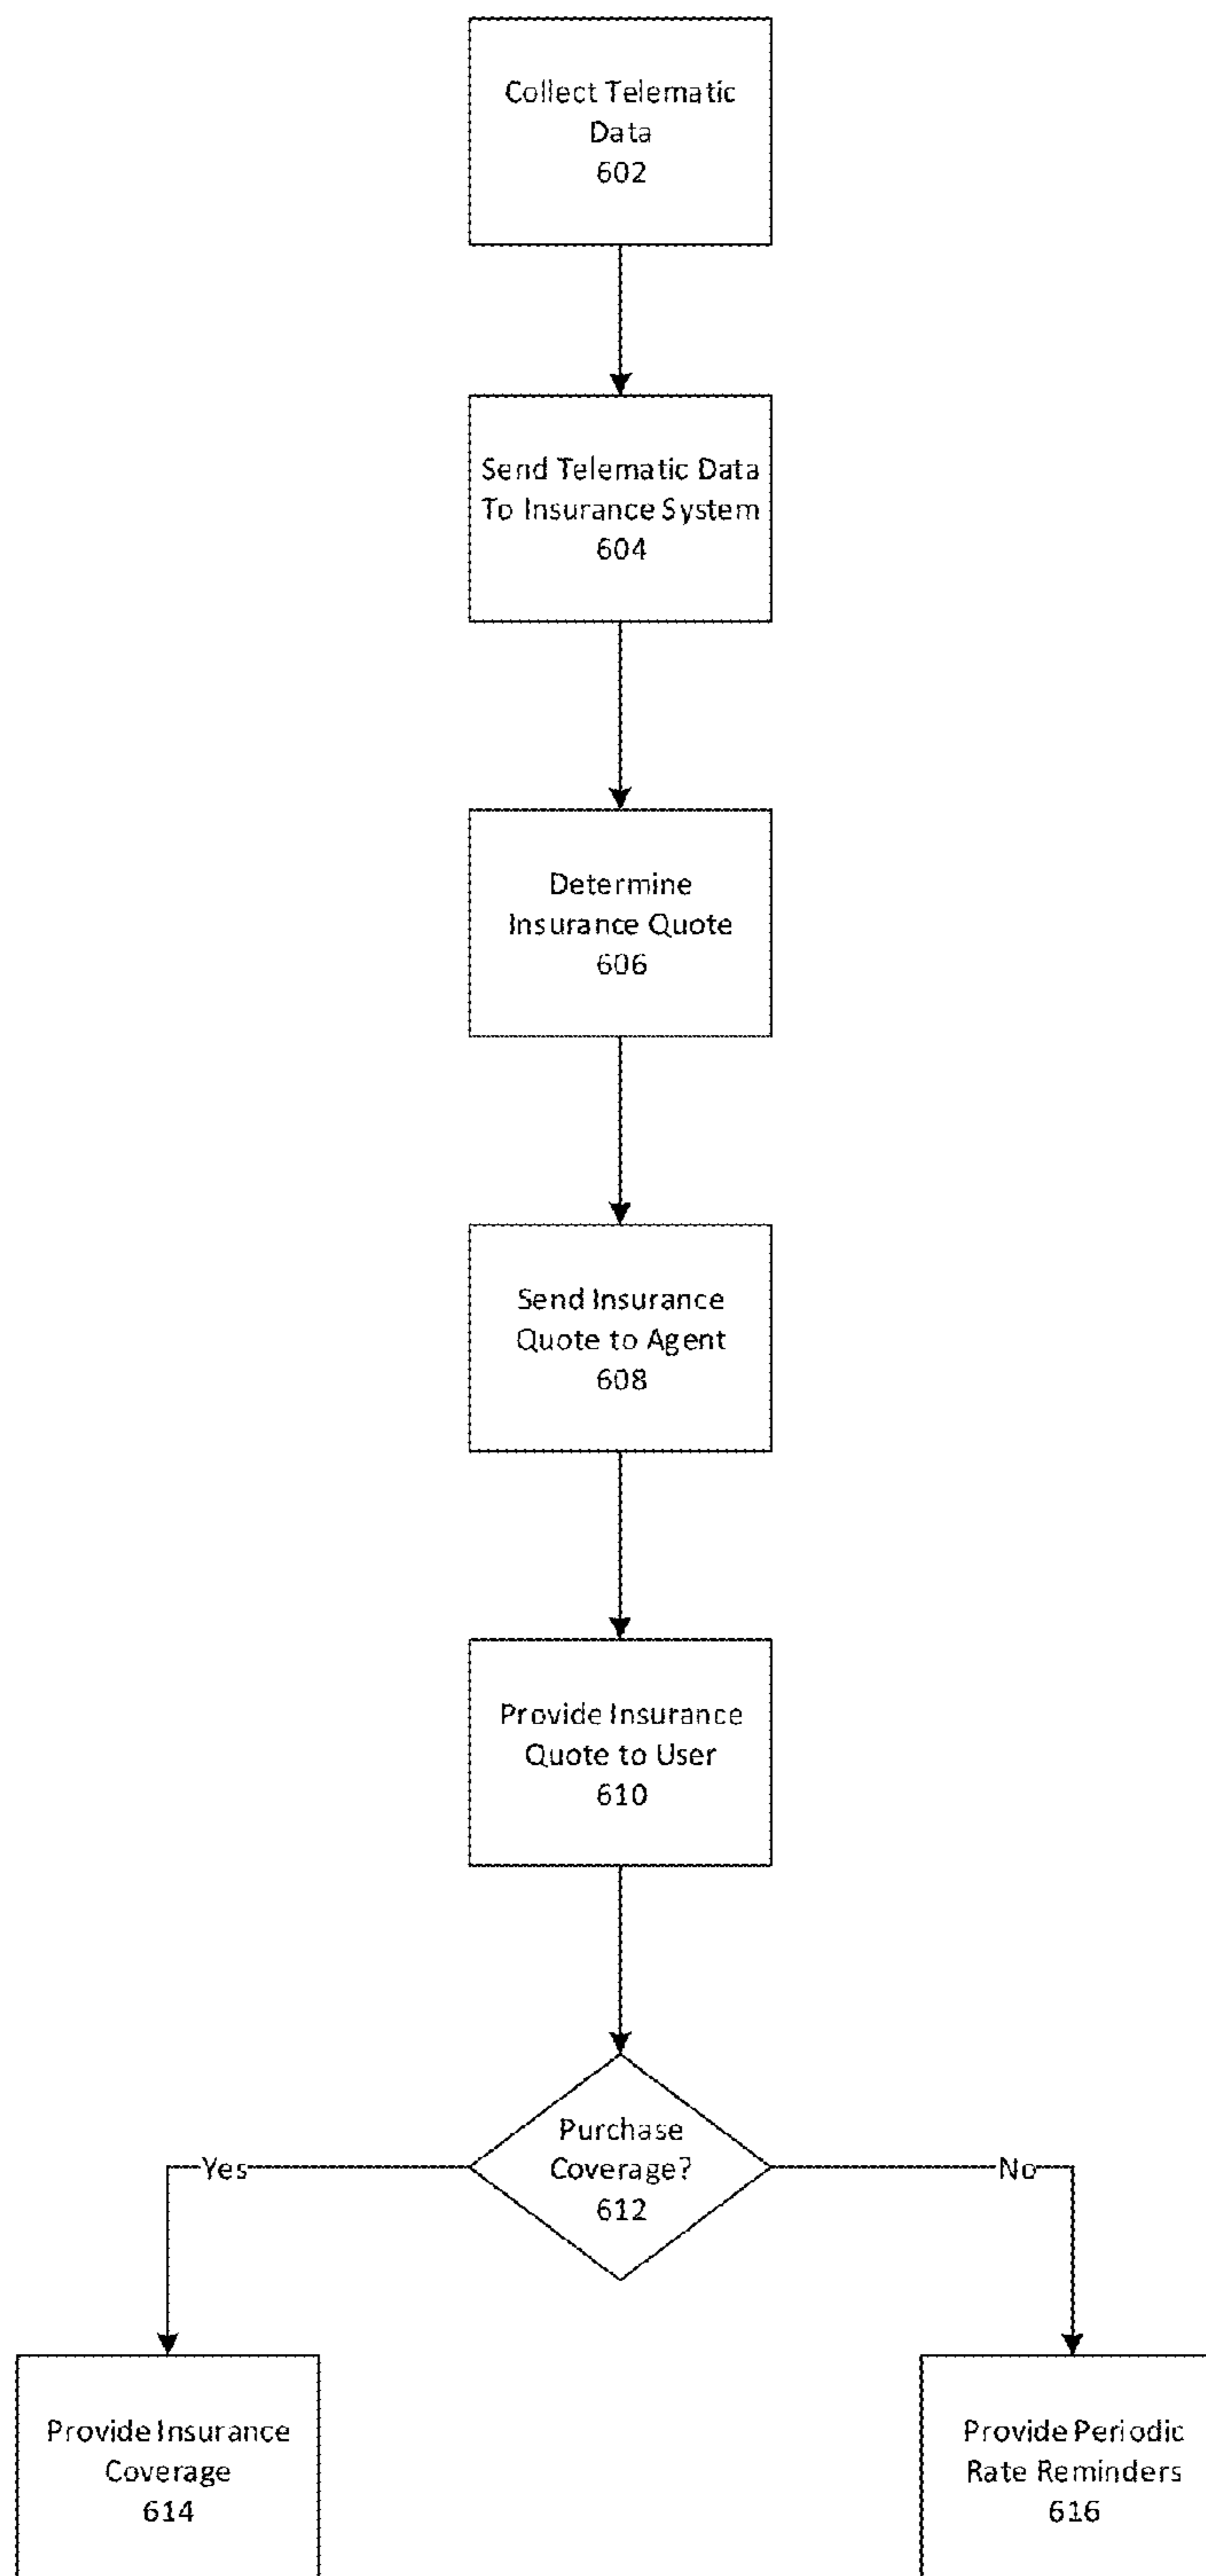 Collect Telematic
Data
602
Send Telematic Data
To Insurance System
604
Determine
Insurance Quote
606
Send Insurance
Quote to Agent
608
Provide Insurance
Quote to User
610
Purchase
Coverage?
612
Yes
No
Provide Insurance
Coverage
614
Provide Periodic
Rate Reminders
616